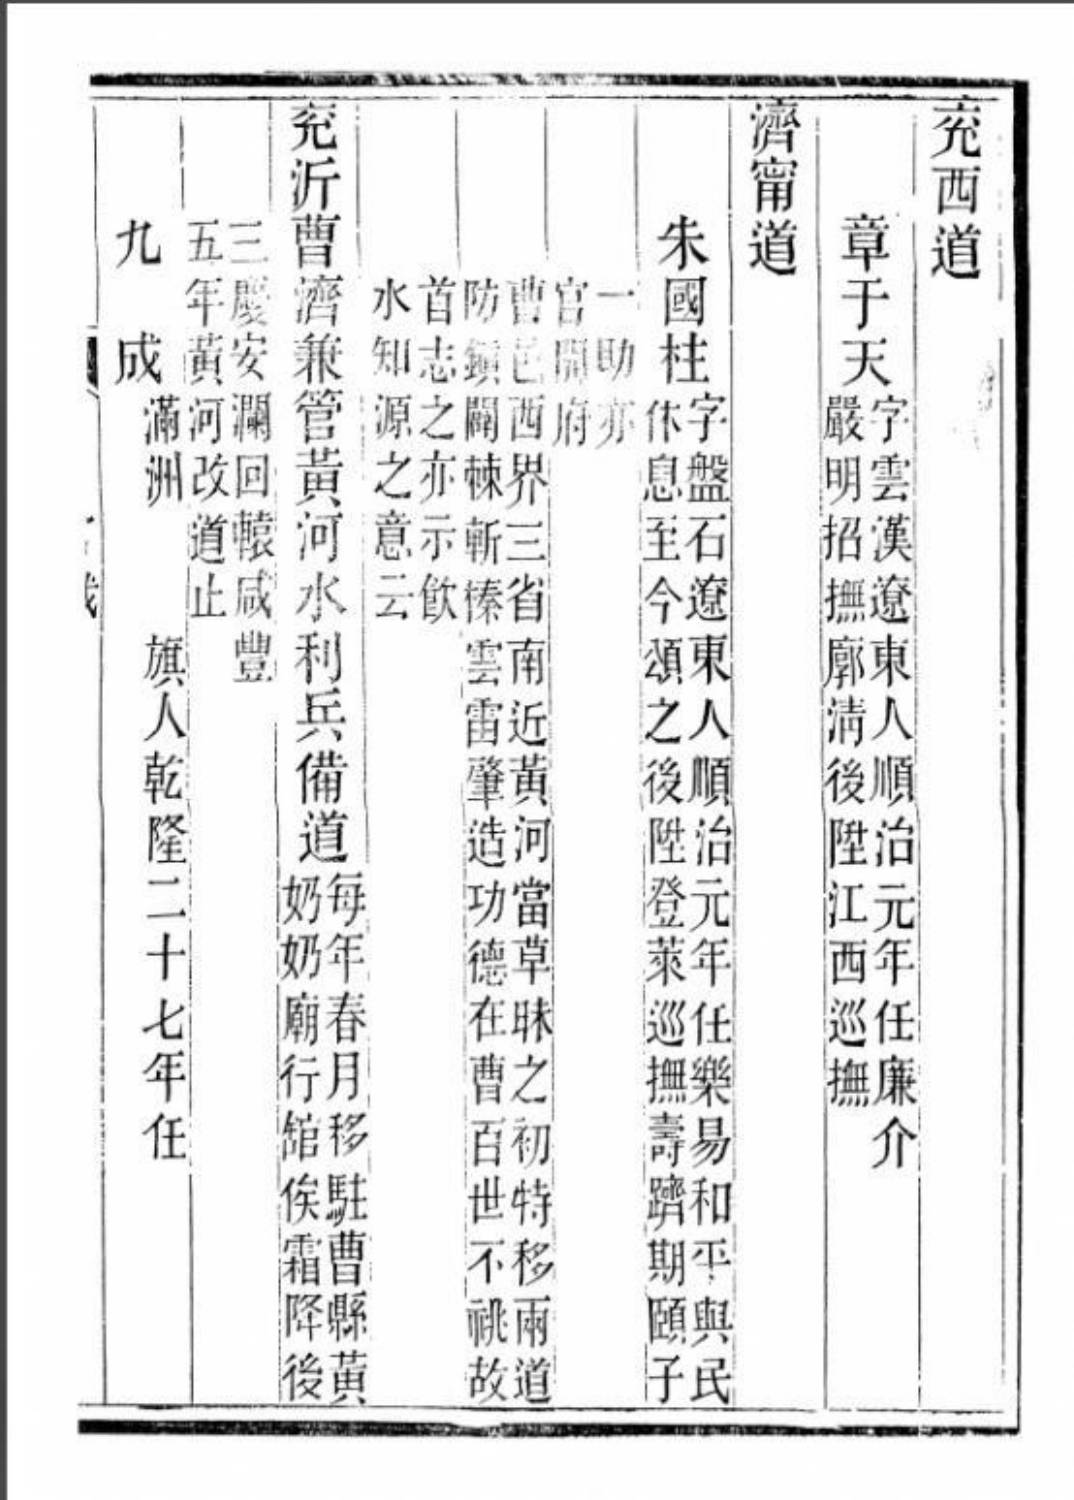 兖西道
章于天
字雲漢遼東人順治元年任廉介
嚴明招撫廓清後陞江西巡撫
濟甯道
朱國柱
字盤石遼東人順治元年任樂易和平與民
休息至今頌之後陞登萊巡撫壽躋期頤子
一助亦
官開府
曹邑西界三省南近黃河當草昧之初特移兩道
防鎮闢棘斬榛雲雷肇造功德在曹百世不祧故
首志之亦示飲
水知源之意云
兖沂曹濟兼管黃河水利兵備道
每年春月移駐曹縣黃
奶奶廟行舘俟霜降後
三慶安瀾回轅咸豐
五年黃河改道止
九成
滿洲 旗人乾隆二十七年任